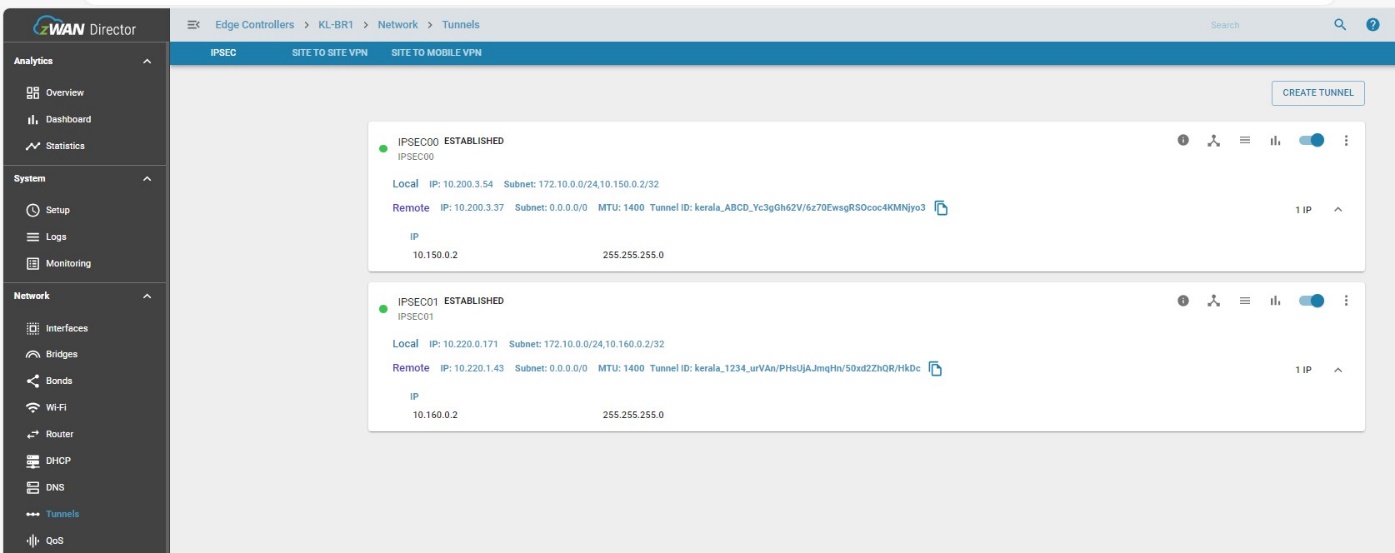 zWAN Director
Edge Controllers > KL-BR1 > Network > Tunnels
Search
IPSEC SITE TO SITE VPN SITE TO MOBILE VPN
Analytics
Overview
Dashboard
Statistics
System
Setup
Logs
Monitoring
Network
Interfaces
Bridges
Bonds
Wi-Fi
Router
DHCP
DNS
Tunnels
QoS
CREATE TUNNEL
IPSEC00 ESTABLISHED
IPSEC00
Local IP: 10.200.3.54 Subnet: 172.10.0.0/24,10.150.0.2/32
Remote IP: 10.200.3.37 Subnet: 0.0.0.0/0 MTU: 1400 Tunnel ID: kerala_ABCD_Yc3gGh62V/6z70EwsgRSOcoc4KMNjyo3
1 IP
IP
10.150.0.2 255.255.255.0
IPSEC01 ESTABLISHED
IPSEC01
Local IP: 10.220.0.171 Subnet: 172.10.0.0/24,10.160.0.2/32
Remote IP: 10.220.1.43 Subnet: 0.0.0.0/0 MTU: 1400 Tunnel ID: kerala_1234_urVAn/PHsUjAJmqHn/50xd2ZhQR/HkDc
1 IP
IP
10.160.0.2 255.255.255.0